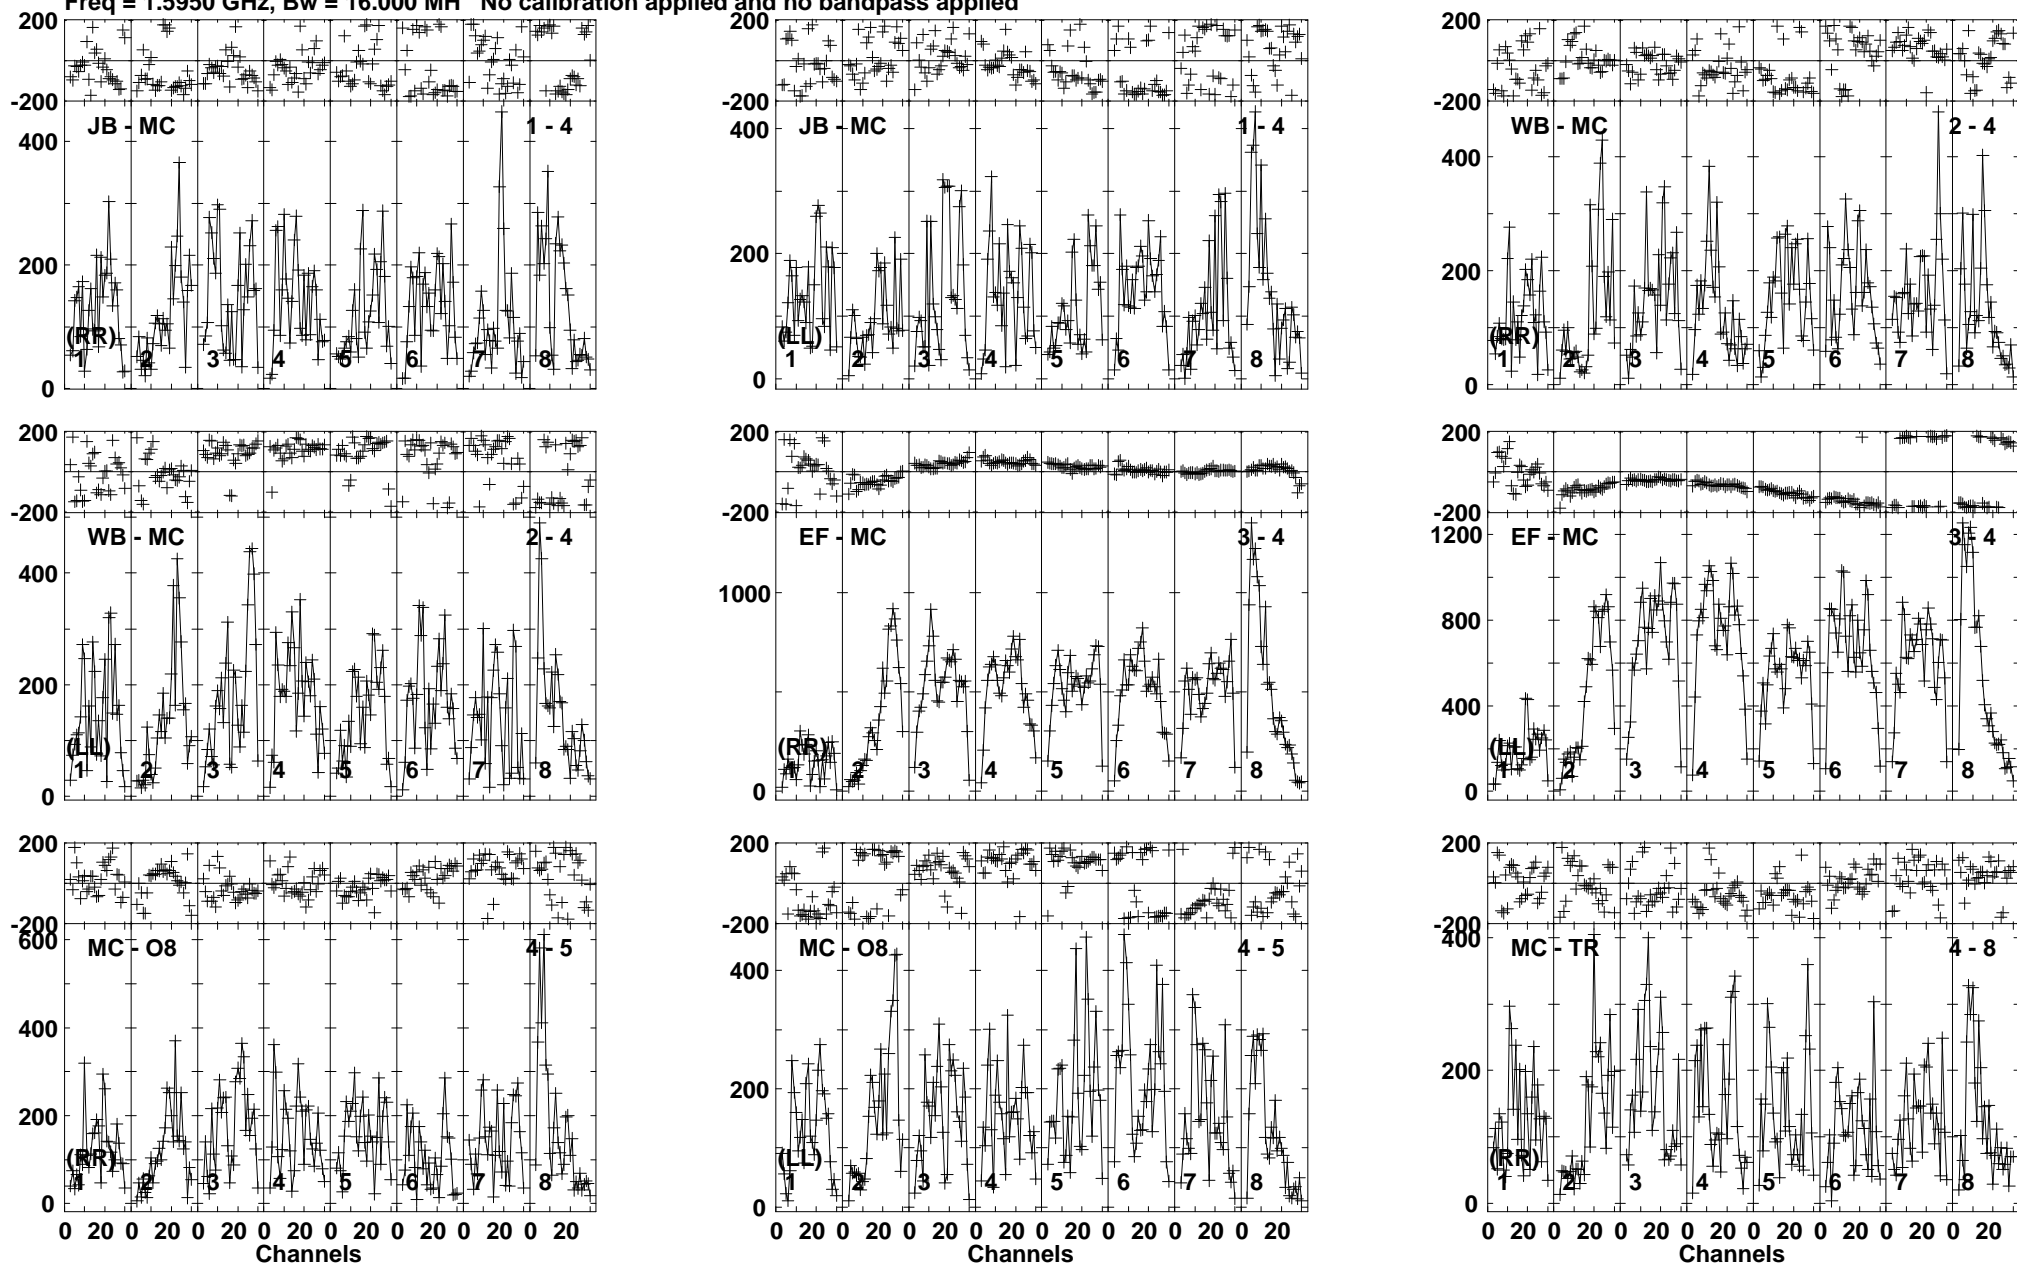 Freq = 1.5950 GHz, Bw = 16.000 MH No calibration applied and no bandpass applied
200 200 200
-200 -200 -200
JB - MC 1 - 4 JB - MC 1 - 4 WB - MC 2 - 4
400 400 400
200 200 200
(RR) (LL) (RR)
1 2 3 4 5 6 7 8 1 2 3 4 5 6 7 8 1 2 3 4 5 6 7 8
0 0 0
200 200 200
-200 -200 -200
WB - MC 2 - 4 EF - MC 3 - 4 EF - MC 3 - 4
400 1000 1200
800
200 400
(LL) (RR) (LL)
1 2 3 4 5 6 7 8 1 2 3 4 5 6 7 8 1 2 3 4 5 6 7 8
0 0 0
200 200 200
-200 -200 -200
600 400
MC - O8 4 - 5 MC - O8 4 - 5 MC - TR 4 - 8
400 400
200 200 200
(RR) (LL) (RR)
1 2 3 4 5 6 7 8 1 2 3 4 5 6 7 8 1 2 3 4 5 6 7 8
0 0 0
0 20 0 20 0 20 0 20 0 20 0 20 0 20 0 20 0 20 0 20 0 20 0 20 0 20 0 20 0 20 0 20 0 20 0 20 0 20 0 20 0 20 0 20 0 20 0 20
Channels Channels Channels